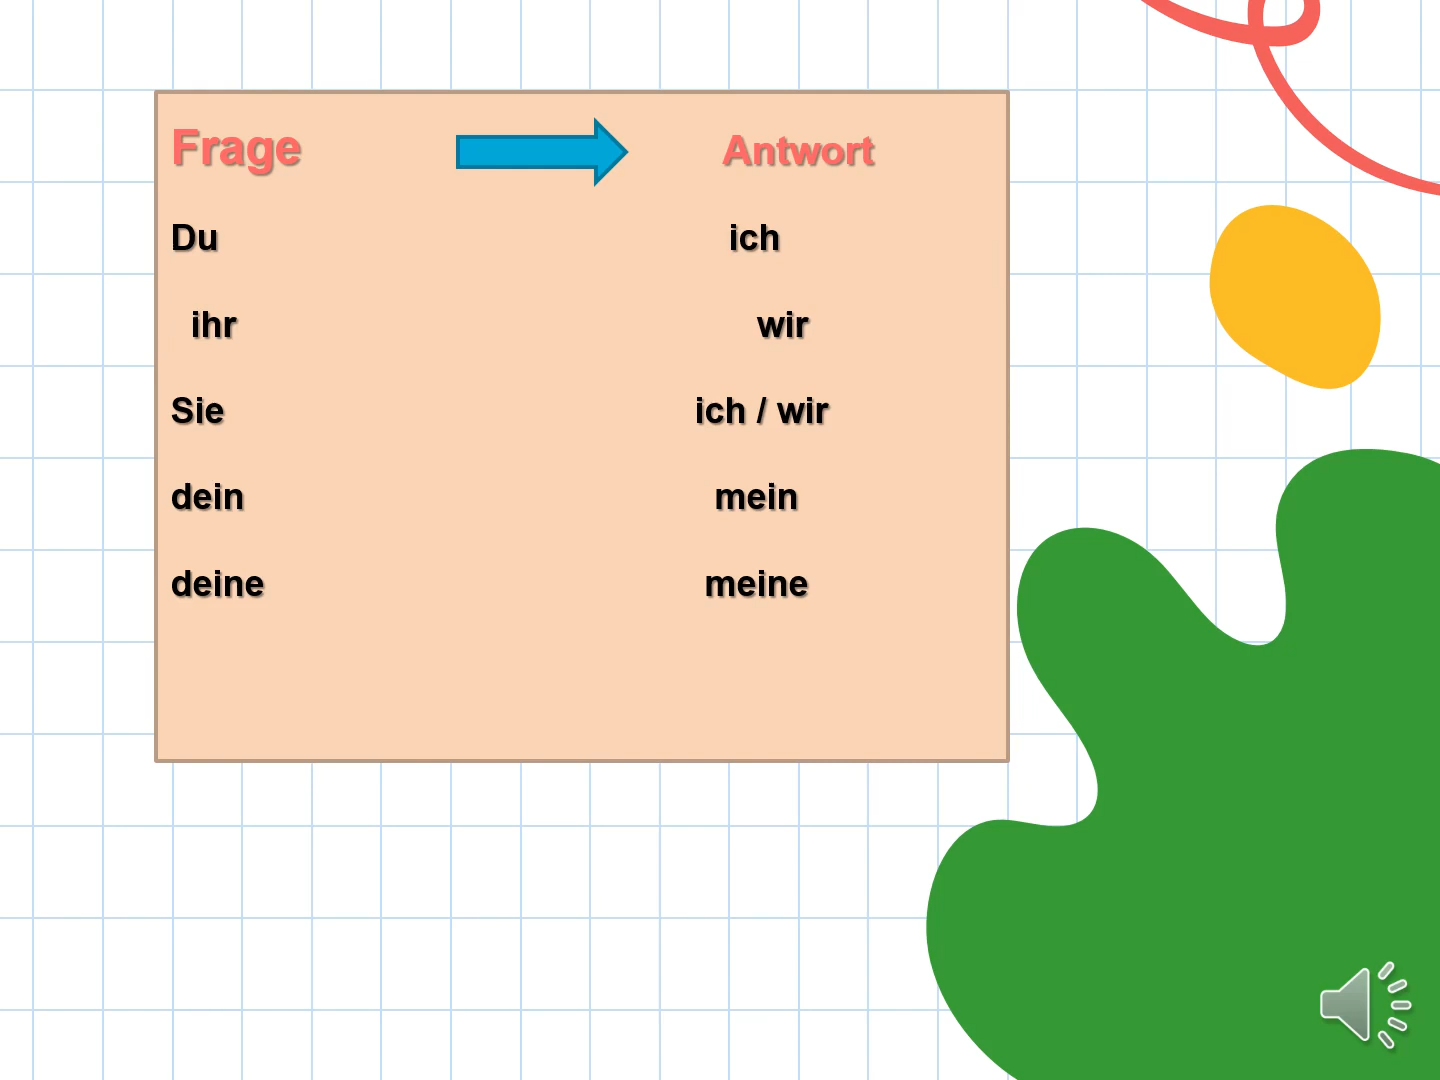 Frage Antwort
Du ich
ihr wir
Sie ich / wir
dein mein
deine meine